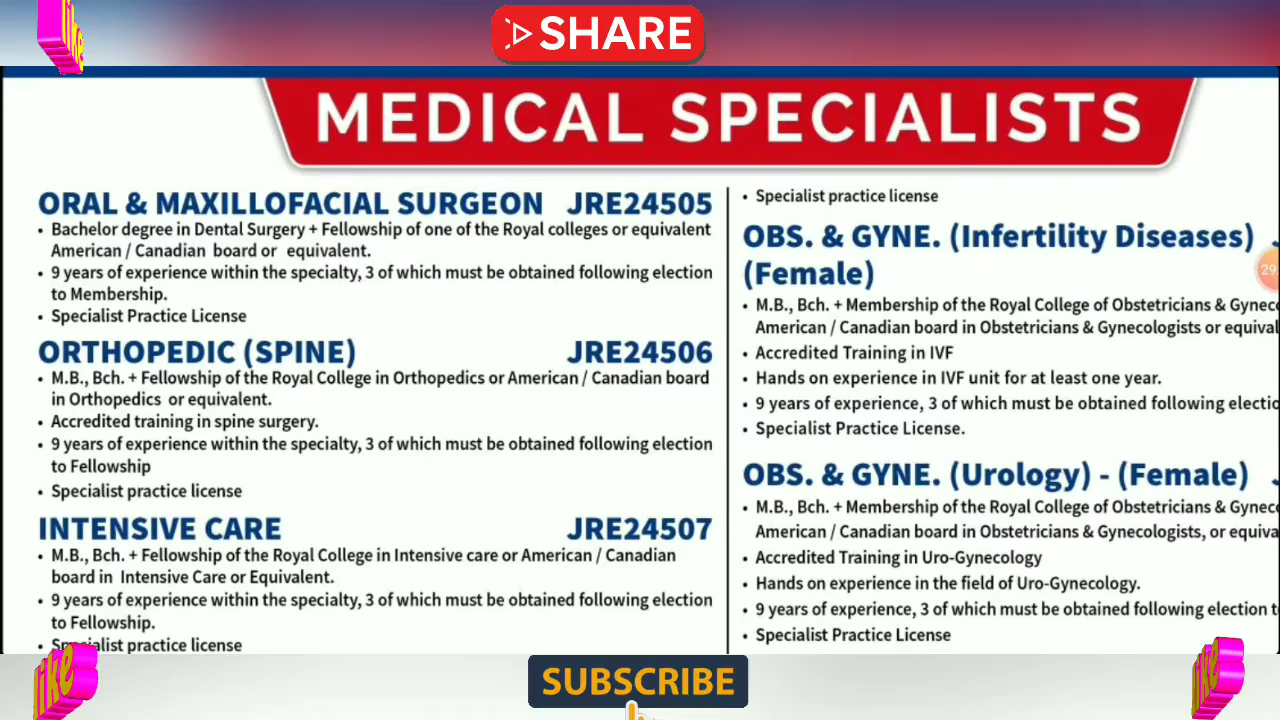 like
SHARE
MEDICAL SPECIALISTS
ORAL & MAXILLOFACIAL SURGEON JRE24505
• Bachelor degree in Dental Surgery + Fellowship of one of the Royal colleges or equivalent
American / Canadian board or equivalent.
• 9 years of experience within the specialty, 3 of which must be obtained following election
to Membership.
• Specialist Practice License
ORTHOPEDIC (SPINE) JRE24506
• M.B., Bch. + Fellowship of the Royal College in Orthopedics or American / Canadian board
in Orthopedics or equivalent.
• Accredited training in spine surgery.
• 9 years of experience within the specialty, 3 of which must be obtained following election
to Fellowship
• Specialist practice license
INTENSIVE CARE JRE24507
• M.B., Bch. + Fellowship of the Royal College in Intensive care or American / Canadian
board in Intensive Care or Equivalent.
• 9 years of experience within the specialty, 3 of which must be obtained following election
to Fellowship.
• Specialist practice license
• Specialist practice license
OBS. & GYNE. (Infertility Diseases)
(Female)
29
• M.B., Bch. + Membership of the Royal College of Obstetricians &
American / Canadian board in Obstetricians & Gynecologists or
• Accredited Training in IVF
• Hands on experience in IVF unit for at least one year.
• 9 years of experience, 3 of which must be obtained following
• Specialist Practice License.
OBS. & GYNE. (Urology) - (Female)
• M.B., Bch. + Membership of the Royal College of Obstetricians &
American / Canadian board in Obstetricians & Gynecologists, or
• Accredited Training in Uro-Gynecology
• Hands on experience in the field of Uro-Gynecology.
• 9 years of experience, 3 of which must be obtained following election
• Specialist Practice License
like
SUBSCRIBE
like